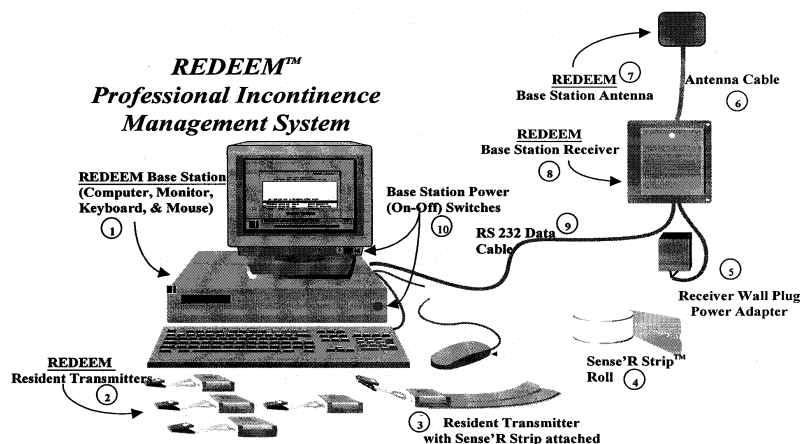 REDEEM™
Professional Incontinence
Management System
REDEEM Base Station
(Computer, Monitor,
Keyboard, & Mouse)
1
Base Station Power
(On-Off) Switches
10
REDEEM 7
Base Station Antenna
Antenna Cable
6
REDEEM
Base Station Receiver
8
RS 232 Data 9
Cable
5
Receiver Wall Plug
Power Adapter
Sense'R Strip™
Roll 4
REDEEM
Resident Transmitters
2
3 Resident Transmitter
with Sense'R Strip attached